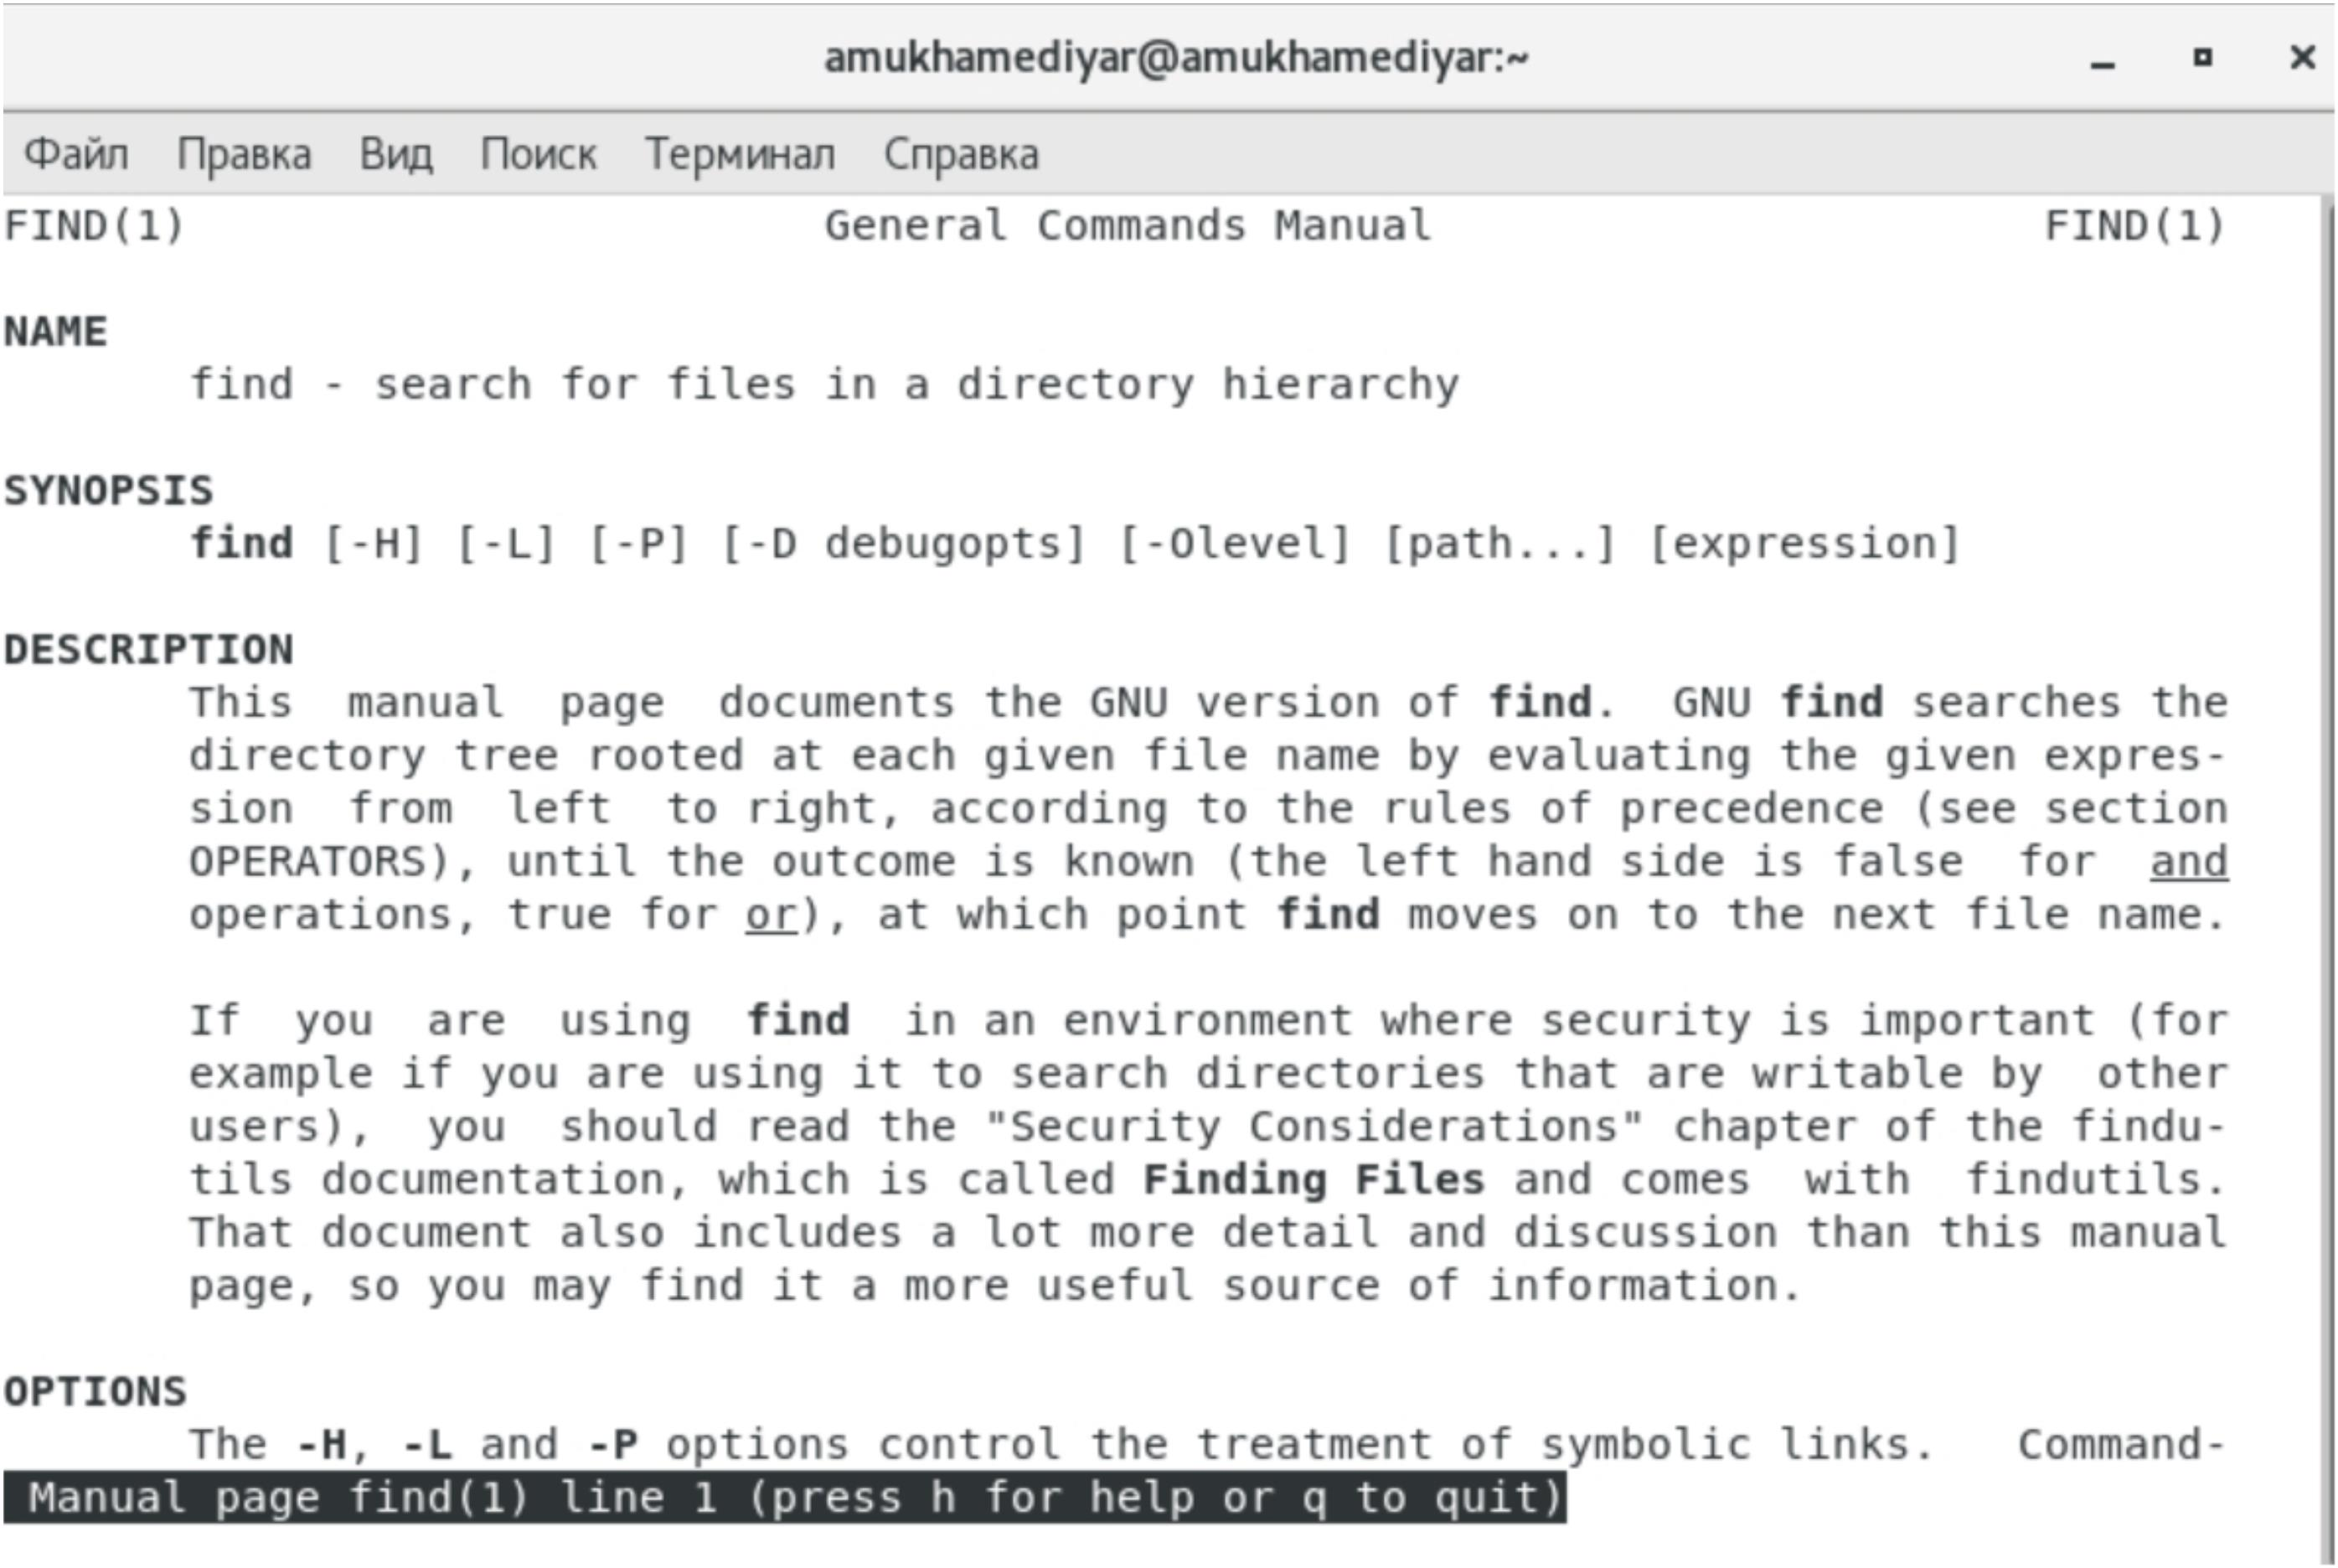 amukhamediyar@amukhamediyar:~
Файл Правка Вид Поиск Терминал Справка
FIND(1) General Commands Manual FIND(1)
NAME
find - search for files in a directory hierarchy
SYNOPSIS
find [-H] [-L] [-P] [-D debugopts] [-Olevel] [path...] [expression]
DESCRIPTION
This manual page documents the GNU version of find. GNU find searches the
directory tree rooted at each given file name by evaluating the given expres-
sion from left to right, according to the rules of precedence (see section
OPERATORS), until the outcome is known (the left hand side is false for and
operations, true for or), at which point find moves on to the next file name.
If you are using find in an environment where security is important (for
example if you are using it to search directories that are writable by other
users), you should read the "Security Considerations" chapter of the findu-
tils documentation, which is called Finding Files and comes with findutils.
That document also includes a lot more detail and discussion than this manual
page, so you may find it a more useful source of information.
OPTIONS
The -H, -L and -P options control the treatment of symbolic links. Command-
Manual page find(1) line 1 (press h for help or q to quit)